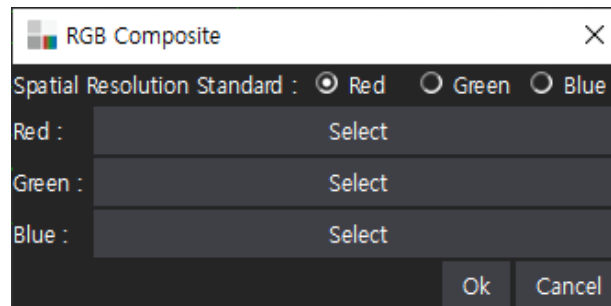 RGB Composite
Spatial Resolution Standard : Red Green Blue
Red : Select
Green : Select
Blue : Select
Ok Cancel